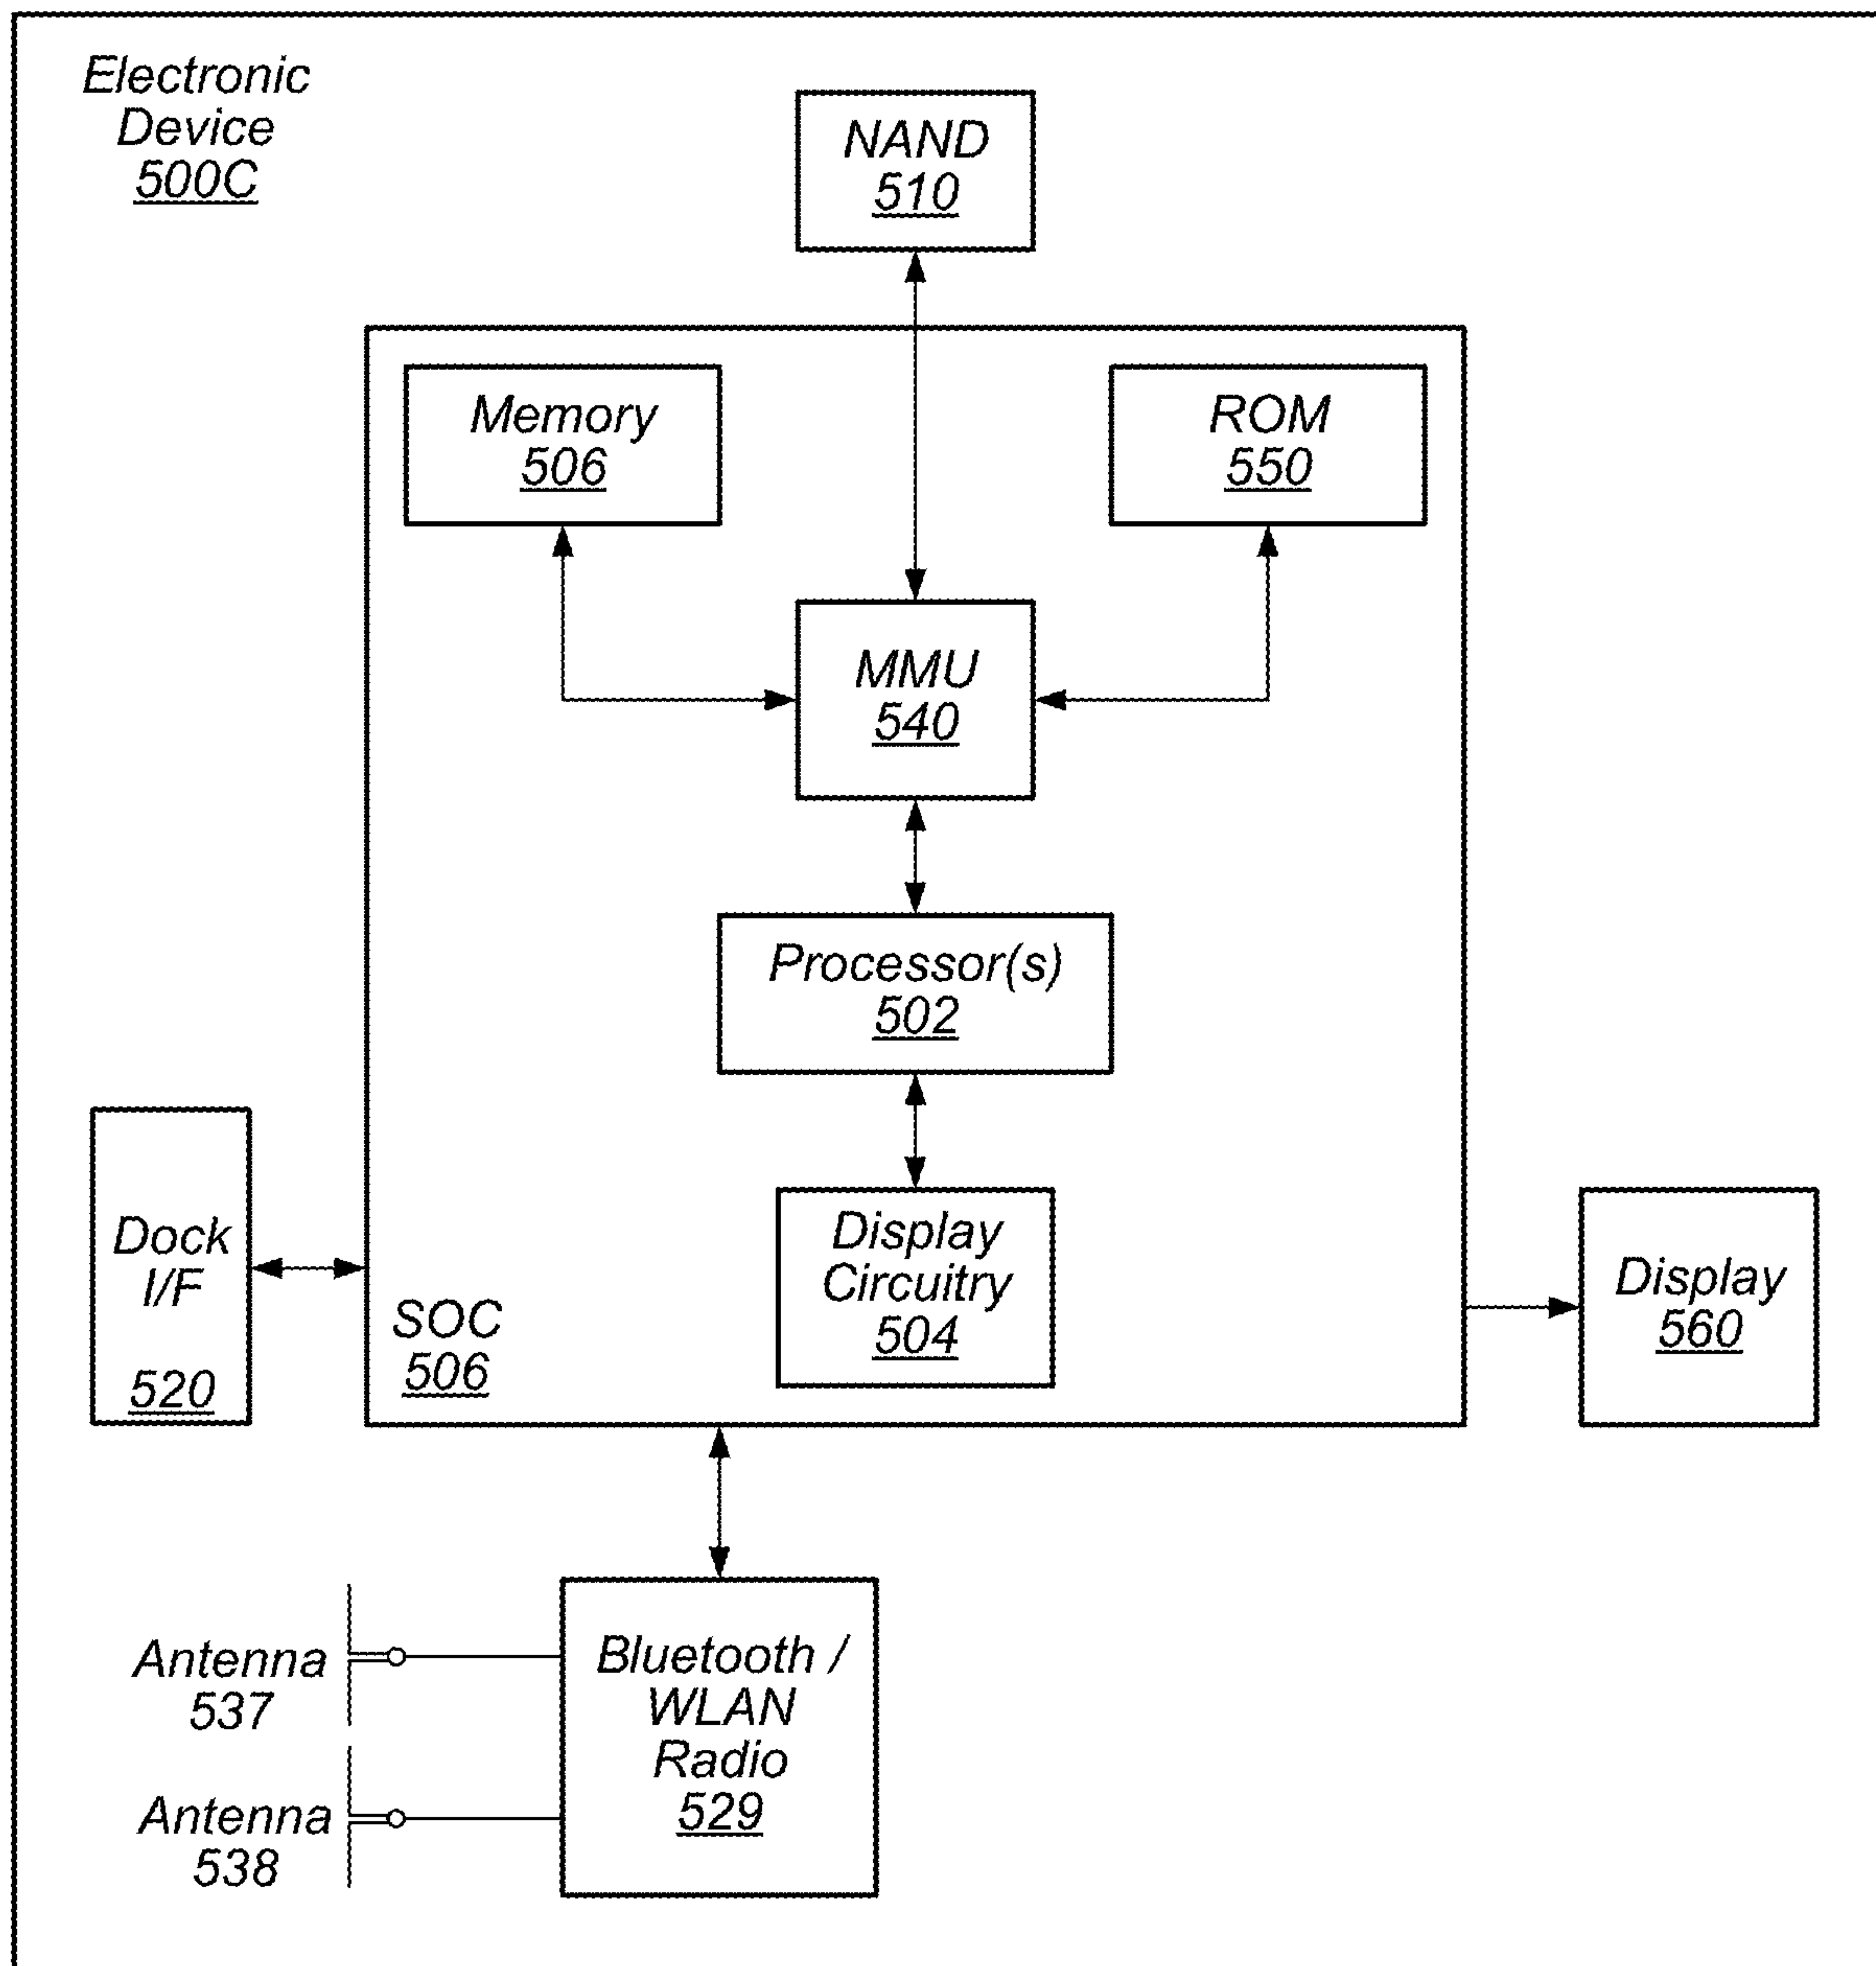 Electronic
Device
500C
NAND
510
Memory
506
ROM
550
MMU
540
Processor(s)
502
Dock
I/F
520
SOC
506
Display
Circuitry
504
Display
560
Antenna
537
Antenna
538
Bluetooth /
WLAN
Radio
529